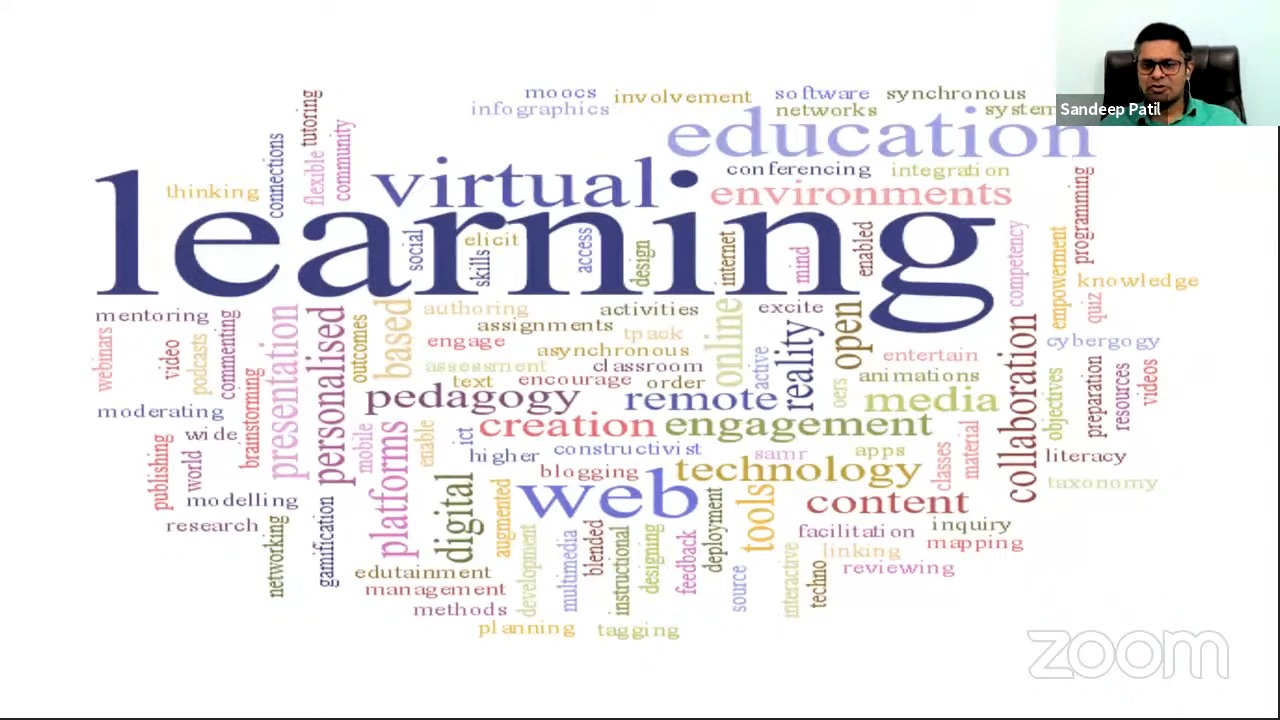 moocs involvement software synchronous
infographics networks system
Sandeep Patil
education
tutoring
connections
flexible
community
thinking
virtual
conferencing integration
environments
learning
social
elicit
skills
access
design
internet
mind
enabled
competency
programming
empowerment
knowledge
quiz
mentoring
authoring activities excite
assignments tpack
engage asynchronous
assessment classroom
text encourage order
webinars
video
podcasts
commenting
brainstorming
presentation
personalised
outcomes
based
online
active
reality
open
oers
entertain
animations
cybergogy
collaboration
objectives
preparation
resources
videos
moderating
pedagogy remote media
creation engagement
wide
publishing
world
mobile
platforms
enable
ict
higher constructivist samr apps
blogging technology
classes
material
literacy
taxonomy
modelling
research
networking
gamification
digital
augmented
web
deployment
tools
content
facilitation inquiry
linking mapping
reviewing
edutainment
management
methods
development
multimedia
blended
instructional
designing
feedback
source
interactive
techno
planning tagging
zoom